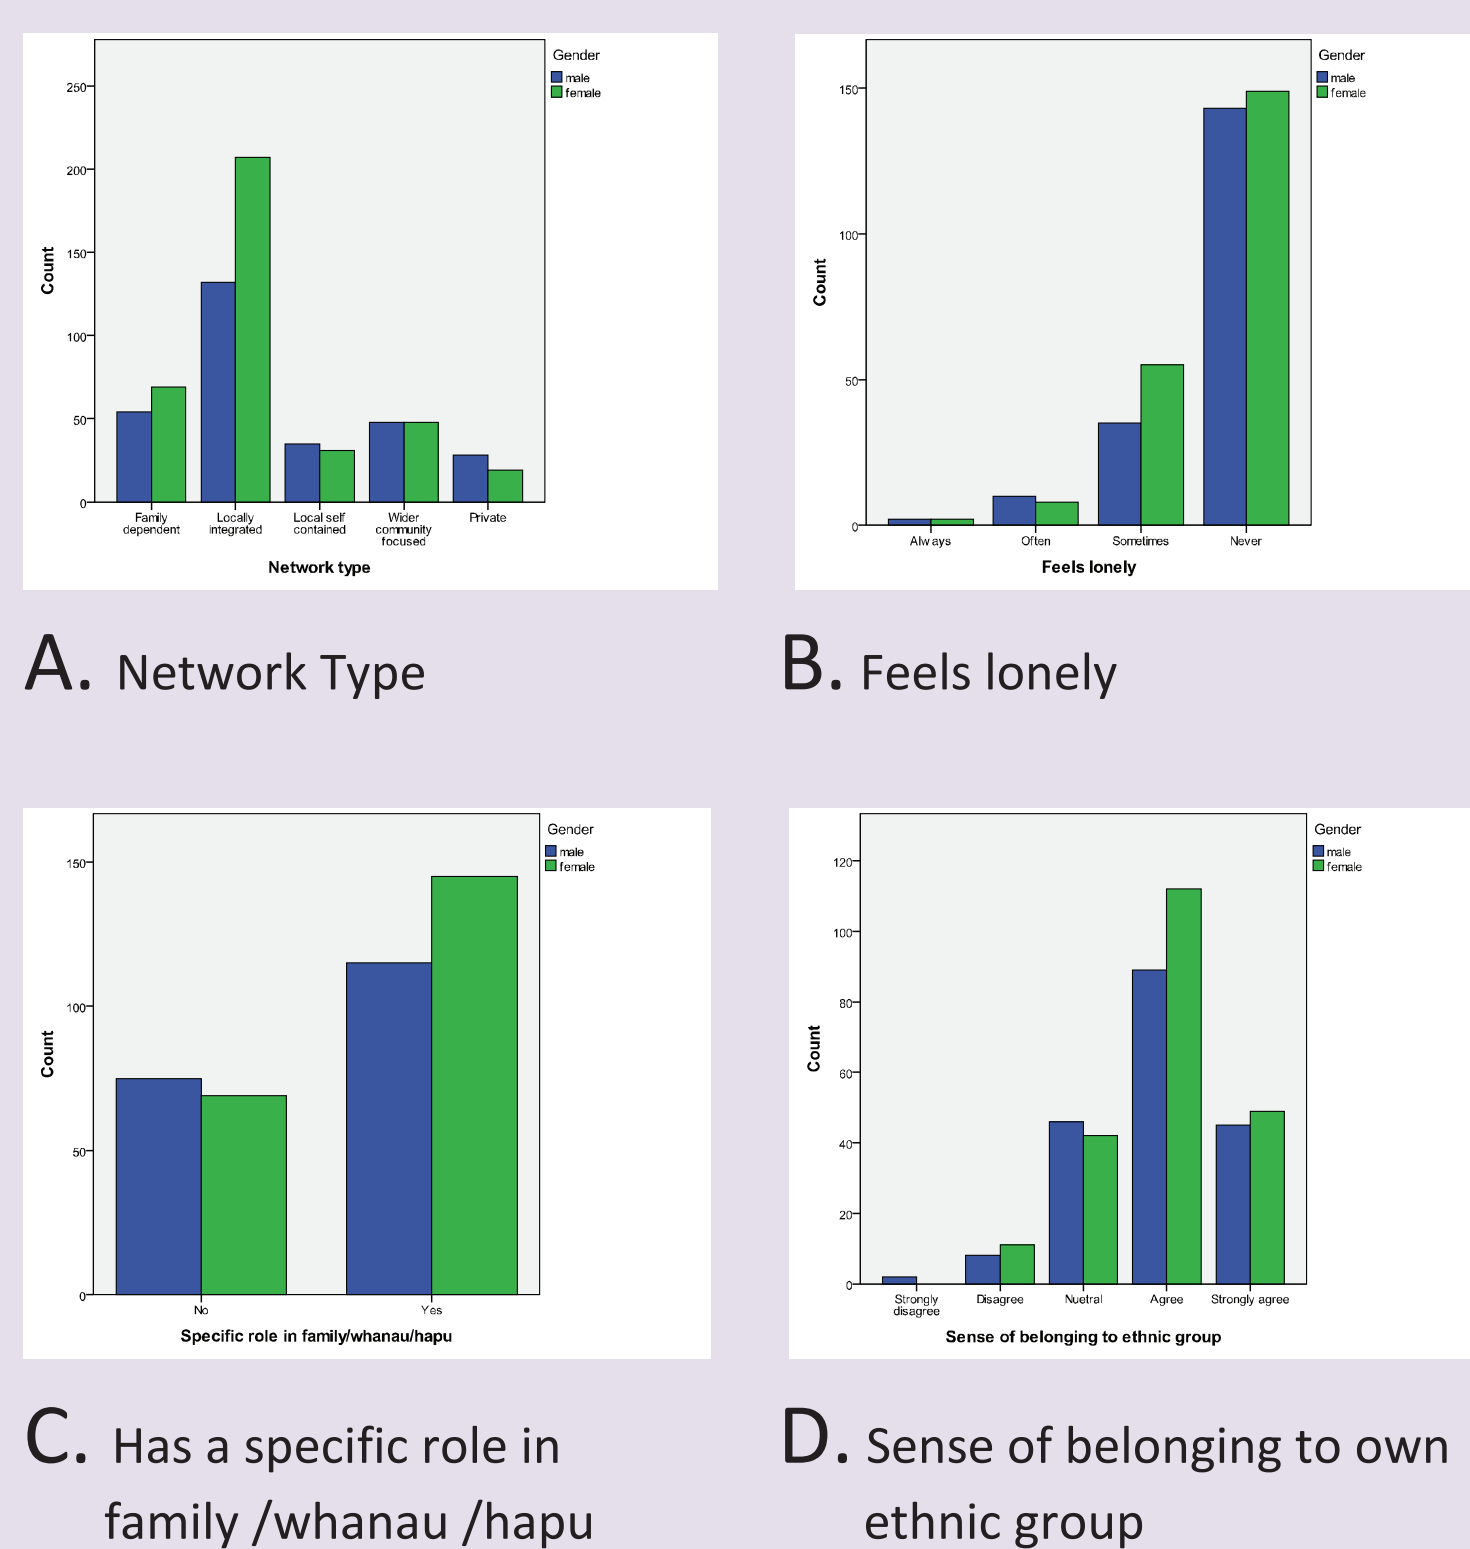 Gender
male
female
250
200
150
100
50
0
Count
Family dependent
Locally integrated
Local self contained
Wider community focused
Private
Network type
A. Network Type
Gender
male
female
150
100
50
0
Count
Always
Often
Sometimes
Never
Feels lonely
B. Feels lonely
Gender
male
female
150
100
50
0
Count
No
Yes
Specific role in family/whanau/hapu
C. Has a specific role in
family /whanau /hapu
Gender
male
female
120
100
80
60
40
20
0
Count
Strongly disagree
Disagree
Nuetral
Agree
Strongly agree
Sense of belonging to ethnic group
D. Sense of belonging to own
ethnic group